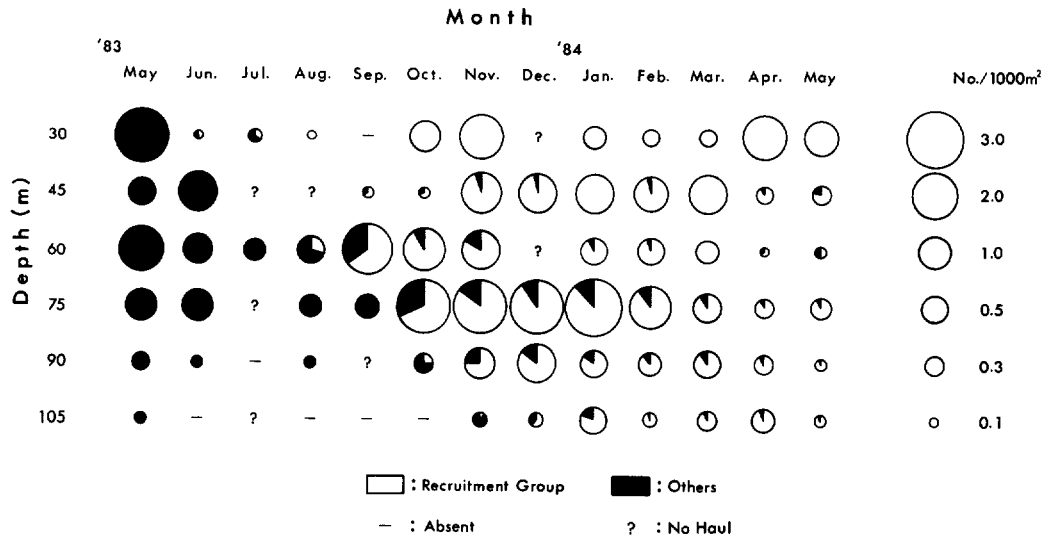 Month
'83 '84
May Jun. Jul. Aug. Sep. Oct. Nov. Dec. Jan. Feb. Mar. Apr. May No./1000m²
Depth (m)
30 – ? 3.0
45 ? ? 2.0
60 ? 1.0
75 ? 0.5
90 – ? 0.3
105 – ? – – – 0.1
: Recruitment Group : Others
– : Absent ? : No Haul